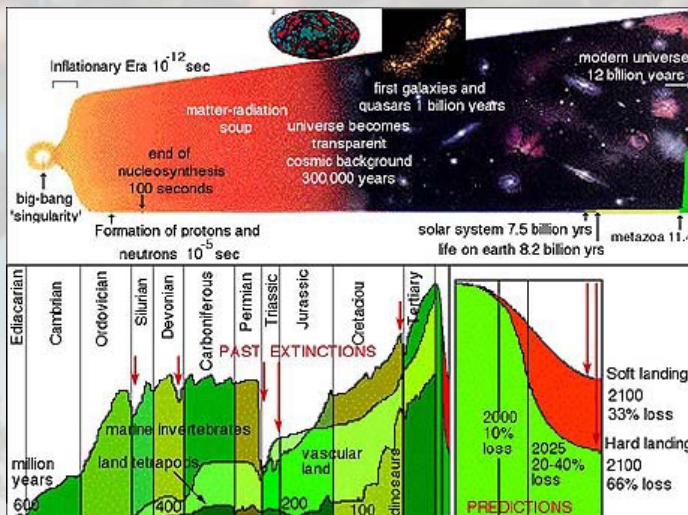 Inflationary Era 10-12 sec
first galaxies and
quasars 1 billion years
modern universe
12 billion years
matter-radiation
soup
universe becomes
transparent
cosmic background
300,000 years
end of
nucleosynthesis
100 seconds
big-bang
'singularity'
Formation of protons and
neutrons 10-5 sec
solar system 7.5 billion yrs
life on earth 8.2 billion yrs
metazoa 11.4
Ediacarian
Cambrian
Ordovician
Silurian
Devonian
Carboniferous
Permian
Triassic
Jurassic
Cretaciou
Tertiary
PAST EXTINCTIONS
marine invertebrates
land tetrapods
vascular
land
dinosaurs
million
years
600
400
200
100
2000
10%
loss
2025
20-40%
loss
PREDICTIONS
Soft landing
2100
33% loss
Hard landing
2100
66% loss